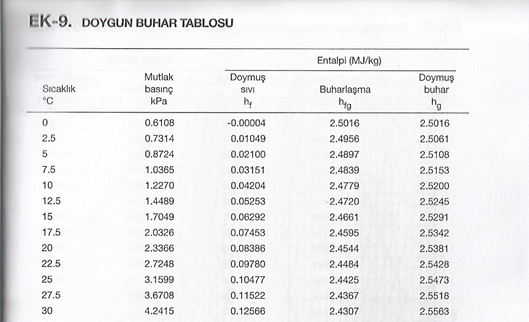 EK-9. DOYGUN BUHAR TABLOSU
Entalpi (MJ/kg)
Sıcaklık °C Mutlak basınç kPa Doymuş sıvı hf Buharlaşma hfg Doymuş buhar hg
0 0.6108 -0.00004 2.5016 2.5016
2.5 0.7314 0.01049 2.4956 2.5061
5 0.8724 0.02100 2.4897 2.5108
7.5 1.0365 0.03151 2.4839 2.5153
10 1.2270 0.04204 2.4779 2.5200
12.5 1.4489 0.05253 2.4720 2.5245
15 1.7049 0.06292 2.4661 2.5291
17.5 2.0326 0.07453 2.4595 2.5342
20 2.3366 0.08386 2.4544 2.5381
22.5 2.7248 0.09780 2.4484 2.5428
25 3.1599 0.10477 2.4425 2.5473
27.5 3.6708 0.11522 2.4367 2.5518
30 4.2415 0.12566 2.4307 2.5563